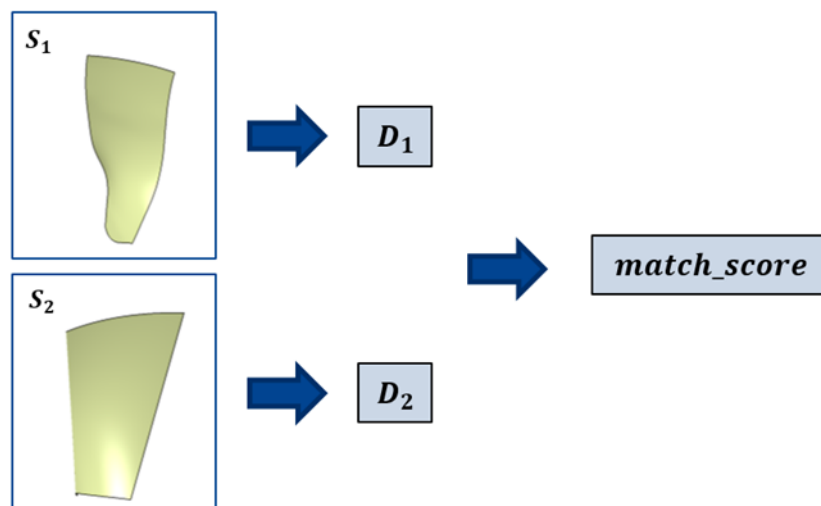 S₁
D₁
match_score
S₂
D₂